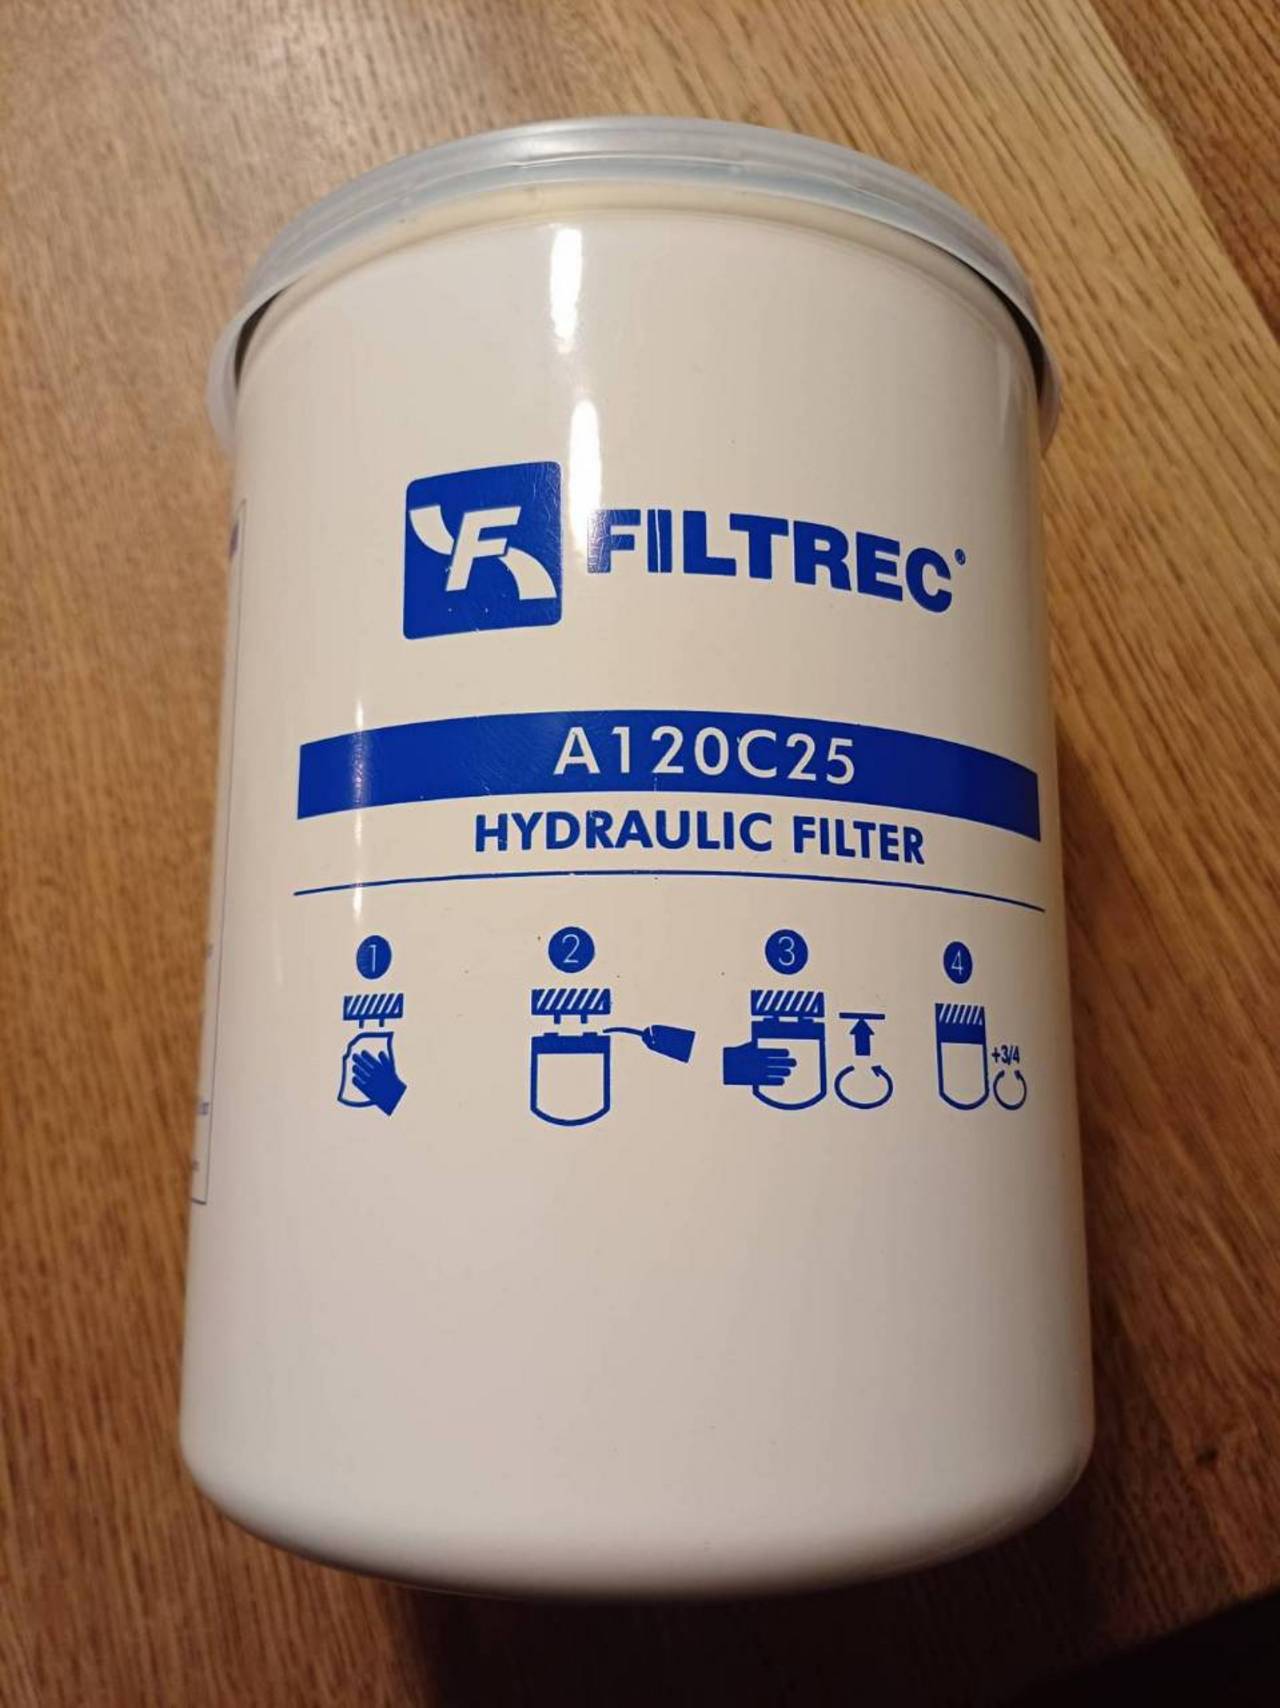 F FILTREC®
A120C25
HYDRAULIC FILTER
1 2 3 4
+3/4